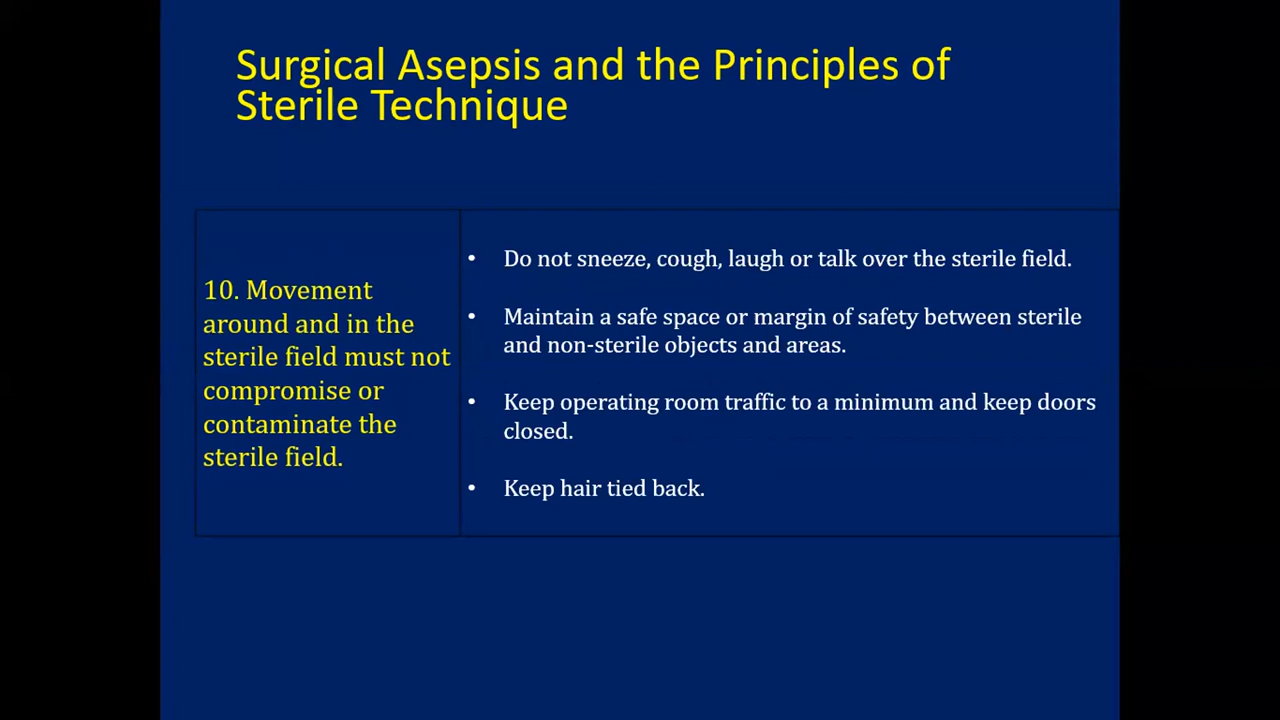 Surgical Asepsis and the Principles of
Sterile Technique
10. Movement
around and in the
sterile field must not
compromise or
contaminate the
sterile field.
• Do not sneeze, cough, laugh or talk over the sterile field.
• Maintain a safe space or margin of safety between sterile
and non-sterile objects and areas.
• Keep operating room traffic to a minimum and keep doors
closed.
• Keep hair tied back.